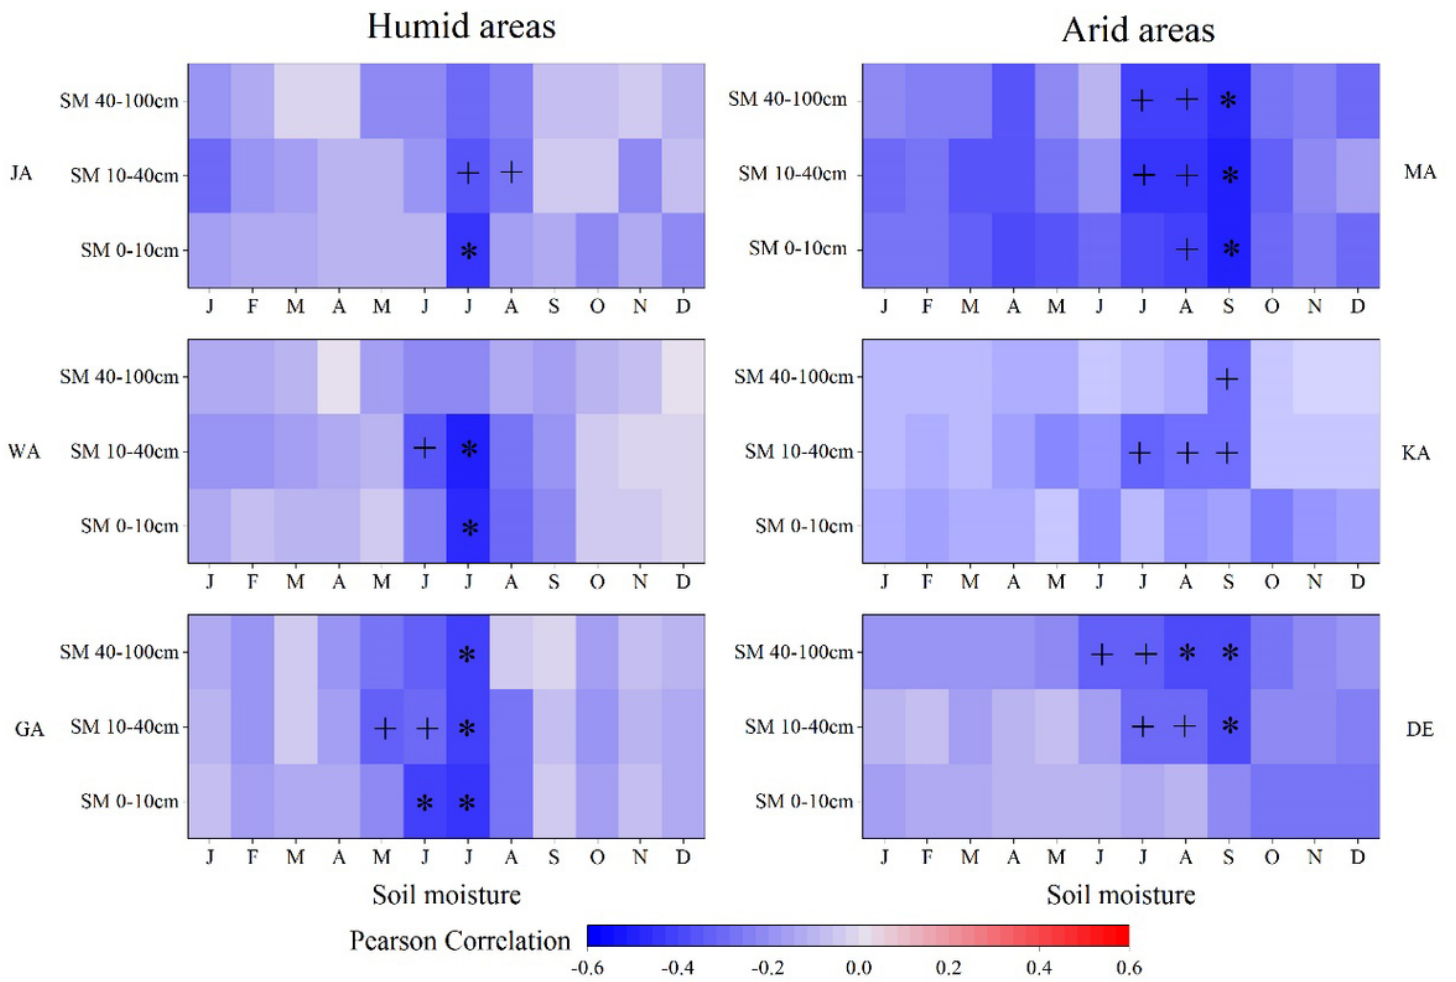 Humid areas
Arid areas
JA
SM 40-100cm
SM 10-40cm
SM 0-10cm
J F M A M J J A S O N D
+ +
*
SM 40-100cm
SM 10-40cm
SM 0-10cm
MA
+ + *
+ + *
+ *
J F M A M J J A S O N D
WA
SM 40-100cm
SM 10-40cm
SM 0-10cm
+ *
*
J F M A M J J A S O N D
SM 40-100cm
SM 10-40cm
SM 0-10cm
KA
+
+ + +
J F M A M J J A S O N D
GA
SM 40-100cm
SM 10-40cm
SM 0-10cm
*
+ + *
* *
J F M A M J J A S O N D
Soil moisture
SM 40-100cm
SM 10-40cm
SM 0-10cm
DE
+ + * *
+ + *
J F M A M J J A S O N D
Soil moisture
Pearson Correlation
-0.6 -0.4 -0.2 0.0 0.2 0.4 0.6